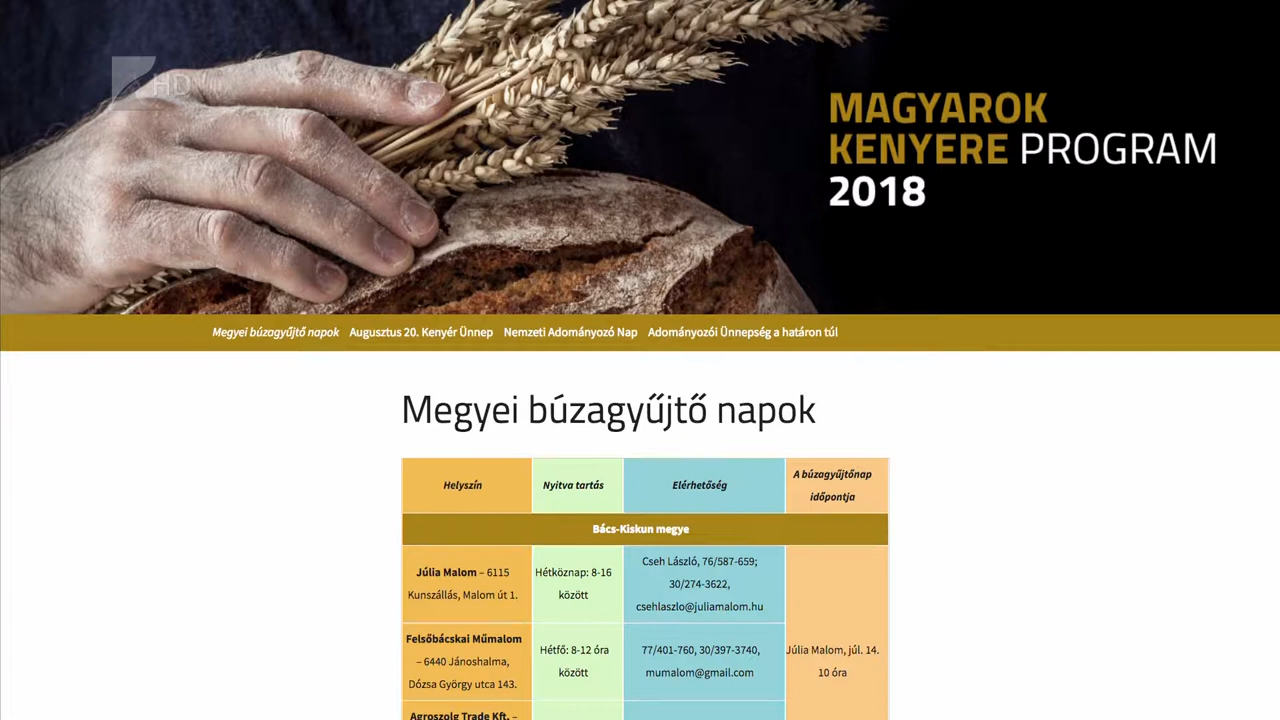 HD
MAGYAROK
KENYERE PROGRAM
2018
Megyei búzagyűjtő napok Augusztus 20. Kenyér Ünnep Nemzeti Adományozó Nap Adományozói Ünnepség a határon túl
Megyei búzagyűjtő napok
Helyszín
Nyitva tartás
Elérhetőség
A búzagyűjtőnap
időpontja
Bács-Kiskun megye
Júlia Malom – 6115
Kunszállás, Malom út 1.
Hétköznap: 8-16
között
Cseh László, 76/587-659;
30/274-3622,
csehlaszlo@juliamalom.hu
Júlia Malom, júl. 14.
10 óra
Felsőbácskai Műmalom
– 6440 Jánoshalma,
Dózsa György utca 143.
Hétfő: 8-12 óra
között
77/401-760, 30/397-3740,
mumalom@gmail.com
Agroszolg Trade Kft. –